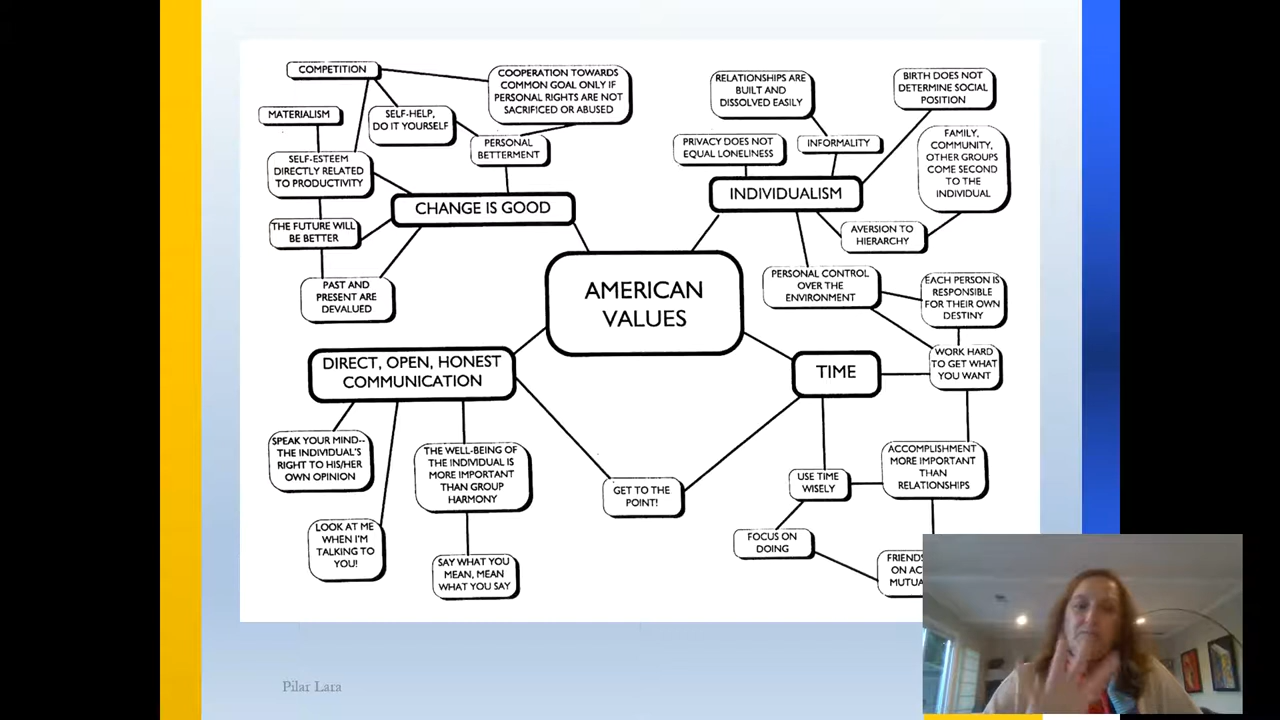 COMPETITION
COOPERATION TOWARDS
COMMON GOAL ONLY IF
PERSONAL RIGHTS ARE NOT
SACRIFICED OR ABUSED
MATERIALISM
SELF-HELP,
DO IT YOURSELF
PERSONAL
BETTERMENT
SELF-ESTEEM
DIRECTLY RELATED
TO PRODUCTIVITY
CHANGE IS GOOD
THE FUTURE WILL
BE BETTER
PAST AND
PRESENT ARE
DEVALUED
RELATIONSHIPS ARE
BUILT AND
DISSOLVED EASILY
BIRTH DOES NOT
DETERMINE SOCIAL
POSITION
PRIVACY DOES NOT
EQUAL LONELINESS
INFORMALITY
FAMILY,
COMMUNITY,
OTHER GROUPS
COME SECOND
TO THE
INDIVIDUAL
INDIVIDUALISM
AVERSION TO
HIERARCHY
PERSONAL CONTROL
OVER THE
ENVIRONMENT
EACH PERSON IS
RESPONSIBLE
FOR THEIR OWN
DESTINY
AMERICAN
VALUES
DIRECT, OPEN, HONEST
COMMUNICATION
TIME
WORK HARD
TO GET WHAT
YOU WANT
SPEAK YOUR MIND--
THE INDIVIDUAL'S
RIGHT TO HIS/HER
OWN OPINION
THE WELL-BEING OF
THE INDIVIDUAL IS
MORE IMPORTANT
THAN GROUP
HARMONY
GET TO THE
POINT!
USE TIME
WISELY
ACCOMPLISHMENT
MORE IMPORTANT
THAN
RELATIONSHIPS
LOOK AT ME
WHEN I'M
TALKING TO
YOU!
SAY WHAT YOU
MEAN, MEAN
WHAT YOU SAY
FOCUS ON
DOING
ON
Pilar Lara